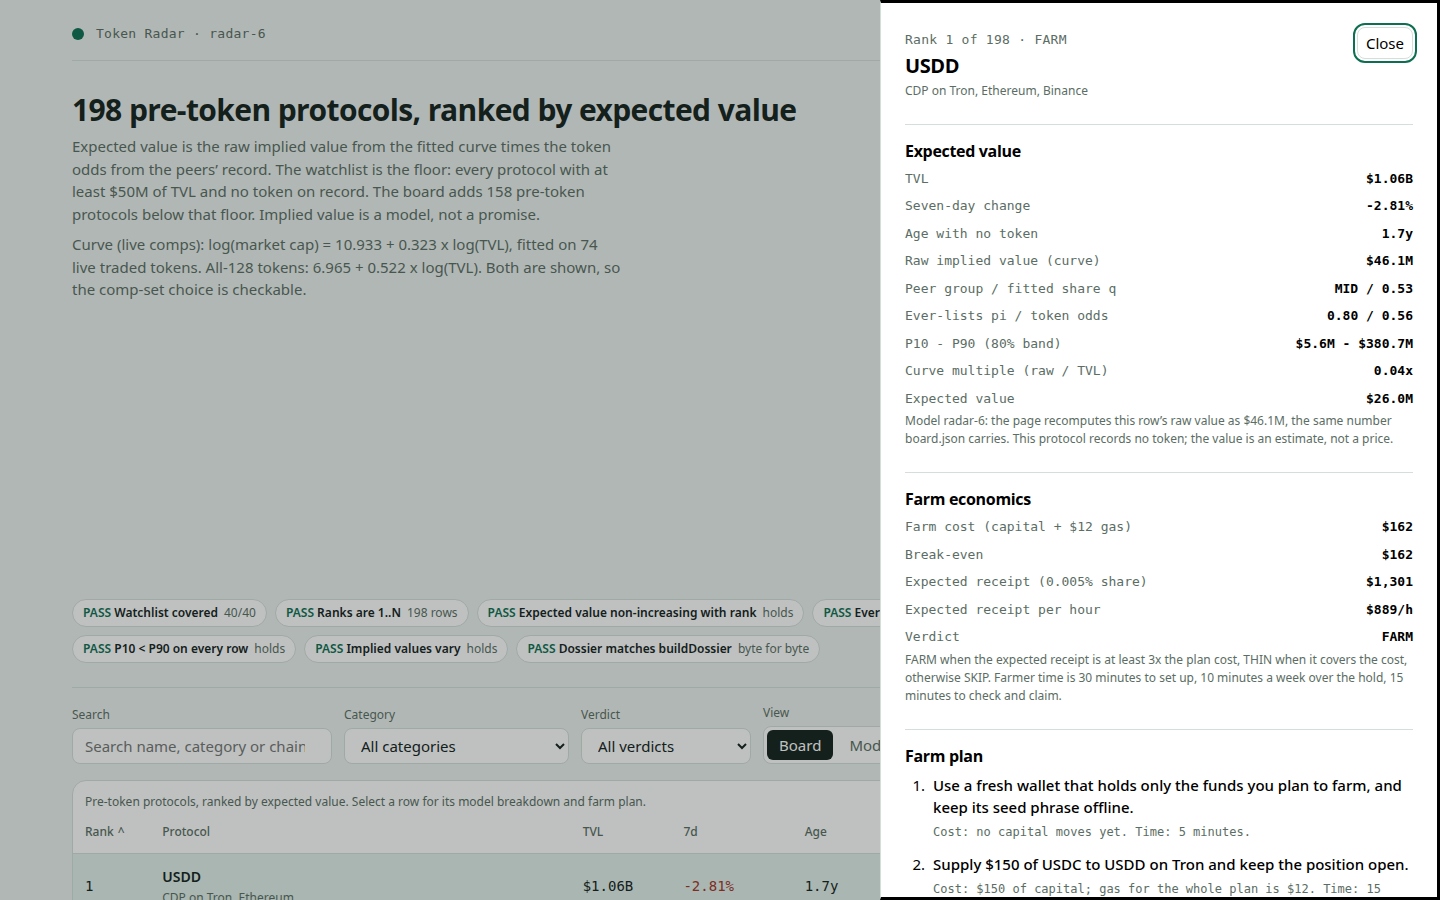 Token Radar · radar-6
198 pre-token protocols, ranked by expected value
Expected value is the raw implied value from the fitted curve times the token
odds from the peers’ record. The watchlist is the floor: every protocol with at
least $50M of TVL and no token on record. The board adds 158 pre-token
protocols below that floor. Implied value is a model, not a promise.
Curve (live comps): log(market cap) = 10.933 + 0.323 x log(TVL), fitted on 74
live traded tokens. All-128 tokens: 6.965 + 0.522 x log(TVL). Both are shown, so
the comp-set choice is checkable.
PASS Watchlist covered 40/40
PASS Ranks are 1..N 198 rows
PASS Expected value non-increasing with rank holds
PASS Ever
PASS P10 < P90 on every row holds
PASS Implied values vary holds
PASS Dossier matches buildDossier byte for byte
Search
Category
Verdict
View
Search name, category or chain
All categories
All verdicts
Board
Mod
Pre-token protocols, ranked by expected value. Select a row for its model breakdown and farm plan.
Rank ^ Protocol TVL 7d Age
1 USDD $1.06B -2.81% 1.7y
CDP on Tron, Ethereum
Rank 1 of 198 · FARM
Close
USDD
CDP on Tron, Ethereum, Binance
Expected value
TVL $1.06B
Seven-day change -2.81%
Age with no token 1.7y
Raw implied value (curve) $46.1M
Peer group / fitted share q MID / 0.53
Ever-lists pi / token odds 0.80 / 0.56
P10 - P90 (80% band) $5.6M - $380.7M
Curve multiple (raw / TVL) 0.04x
Expected value $26.0M
Model radar-6: the page recomputes this row’s raw value as $46.1M, the same number
board.json carries. This protocol records no token; the value is an estimate, not a price.
Farm economics
Farm cost (capital + $12 gas) $162
Break-even $162
Expected receipt (0.005% share) $1,301
Expected receipt per hour $889/h
Verdict FARM
FARM when the expected receipt is at least 3x the plan cost, THIN when it covers the cost,
otherwise SKIP. Farmer time is 30 minutes to set up, 10 minutes a week over the hold, 15
minutes to check and claim.
Farm plan
1. Use a fresh wallet that holds only the funds you plan to farm, and
keep its seed phrase offline.
Cost: no capital moves yet. Time: 5 minutes.
2. Supply $150 of USDC to USDD on Tron and keep the position open.
Cost: $150 of capital; gas for the whole plan is $12. Time: 15